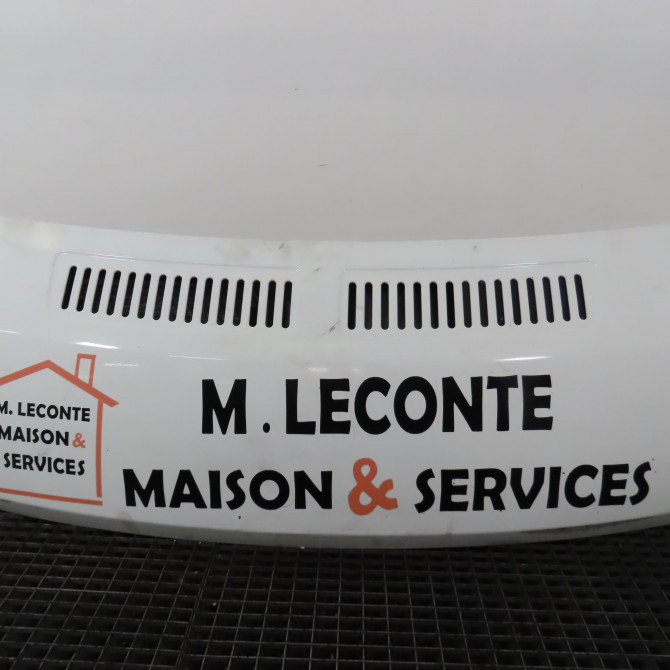 M. LECONTE
MAISON &
SERVICES
M. LECONTE
MAISON & SERVICES